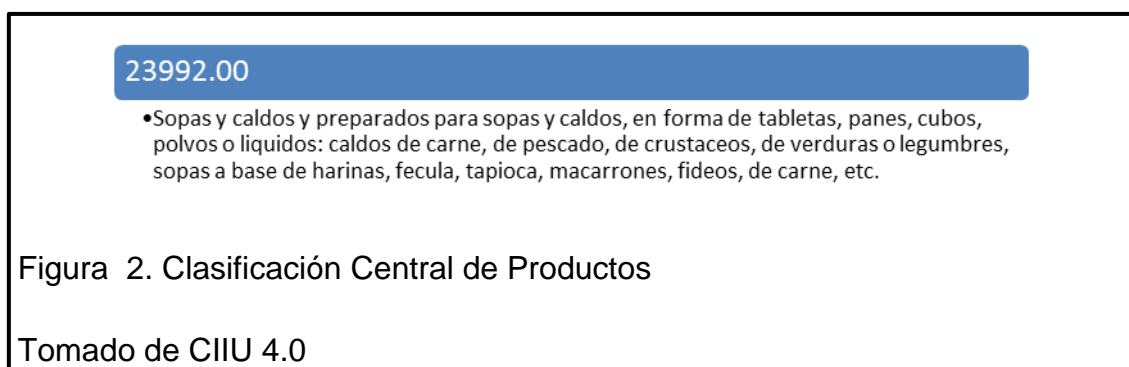 23992.00
•Sopas y caldos y preparados para sopas y caldos, en forma de tabletas, panes, cubos,
polvos o liquidos: caldos de carne, de pescado, de crustaceos, de verduras o legumbres,
sopas a base de harinas, fecula, tapioca, macarrones, fideos, de carne, etc.
Figura 2. Clasificación Central de Productos
Tomado de CIIU 4.0